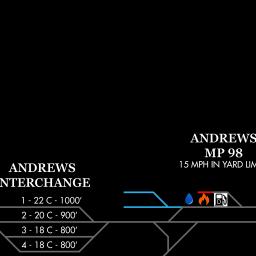 ANDREWS
MP 98
15 MPH IN YARD LIM
ANDREWS
NTERCHANGE
1 - 22 C - 1000'
2 - 20 C - 900'
3 - 18 C - 800'
4 - 18 C - 800'